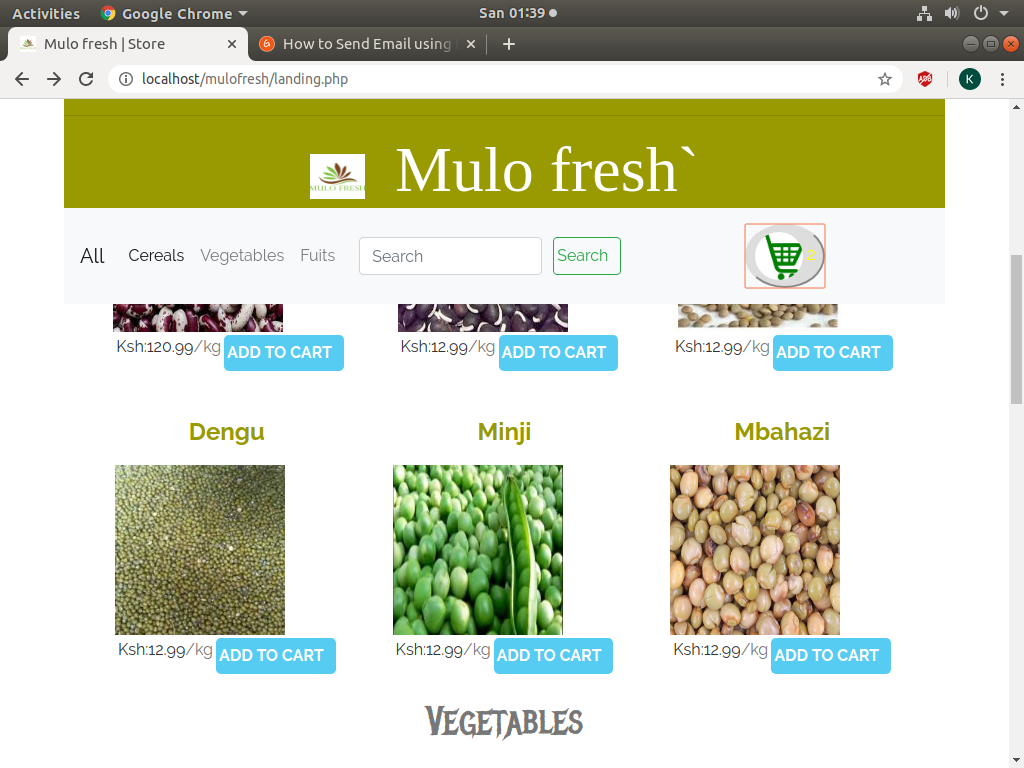 Activities Google Chrome San 01:39
Mulo fresh | Store How to Send Email using
localhost/mulofresh/landing.php K
MULO FRESH
Mulo fresh`
All Cereals Vegetables Fuits Search Search
Ksh:120.99/kg ADD TO CART Ksh:12.99/kg ADD TO CART Ksh:12.99/kg ADD TO CART
Dengu Minji Mbahazi
Ksh:12.99/kg ADD TO CART Ksh:12.99/kg ADD TO CART Ksh:12.99/kg ADD TO CART
Vegetables